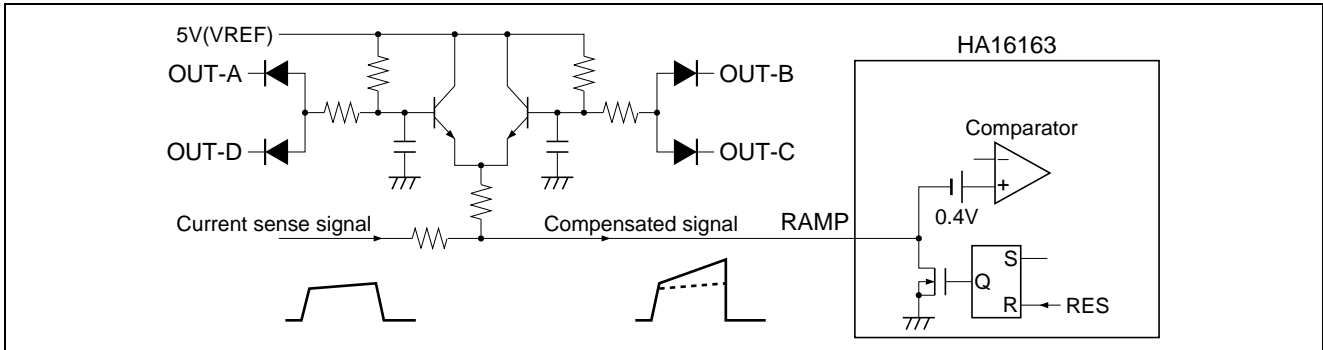 5V(VREF)
HA16163
OUT-A
OUT-B
Comparator
OUT-D
OUT-C
−
+
0.4V
Current sense signal
Compensated signal
RAMP
S
Q
R
RES